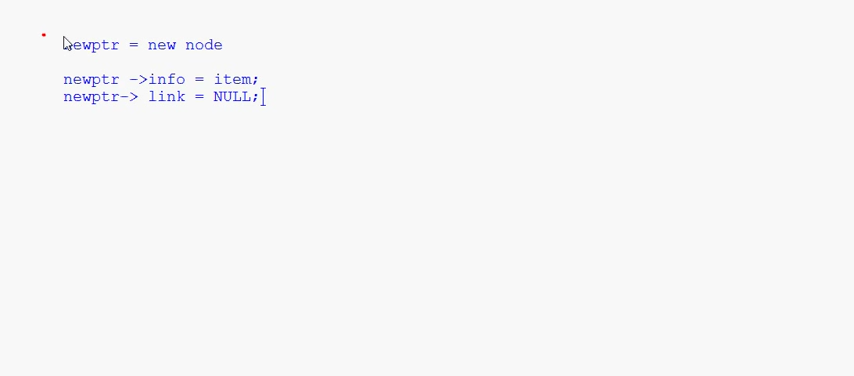 newptr = new node
newptr ->info = item;
newptr-> link = NULL;